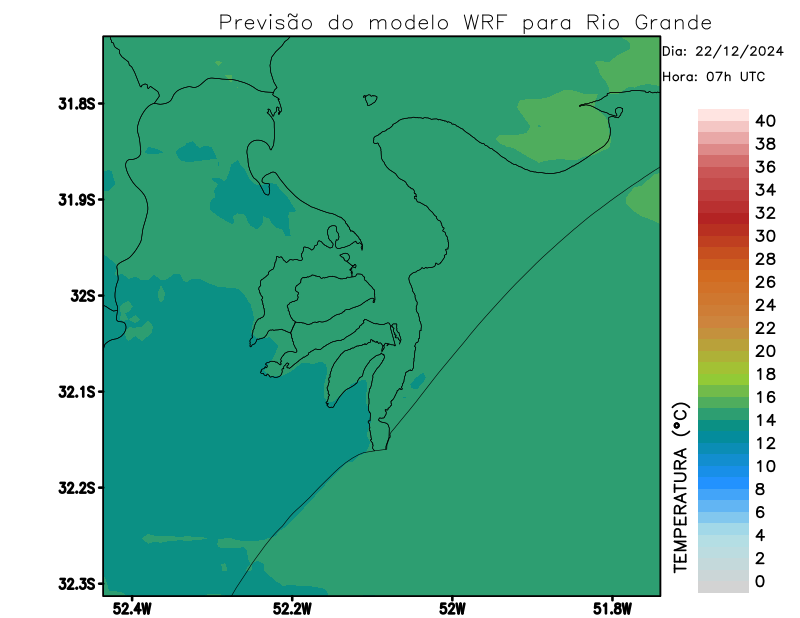 Previsão do modelo WRF para Rio Grande
Dia: 22/12/2024
Hora: 07h UTC
31.8S
31.9S
32S
32.1S
32.2S
32.3S
52.4W
52.2W
52W
51.8W
TEMPERATURA (°C)
40
38
36
34
32
30
28
26
24
22
20
18
16
14
12
10
8
6
4
2
0